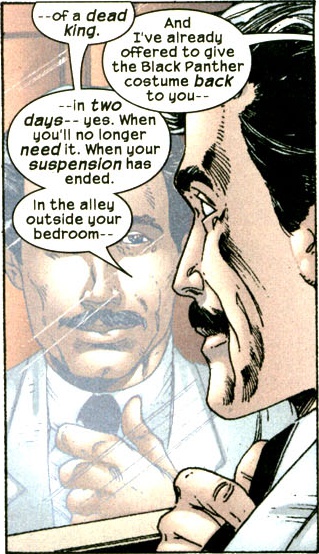 --of a dead
king.
And
I've already
offered to give
the Black Panther
costume back
to you--
--in two
days-- yes. When
you'll no longer
need it. When your
suspension has
ended.
In the alley
outside your
bedroom--